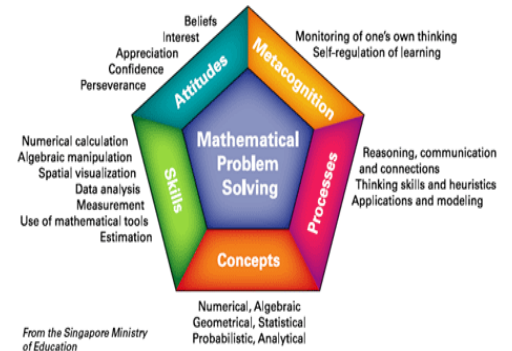 Beliefs
Interest
Appreciation
Confidence
Perseverance
Attitudes
Metacognition
Monitoring of one's own thinking
Self-regulation of learning
Numerical calculation
Algebraic manipulation
Spatial visualization
Data analysis
Measurement
Use of mathematical tools
Estimation
Skills
Mathematical
Problem
Solving
Processes
Reasoning, communication
and connections
Thinking skills and heuristics
Applications and modeling
Concepts
Numerical, Algebraic
Geometrical, Statistical
Probabilistic, Analytical
From the Singapore Ministry
of Education